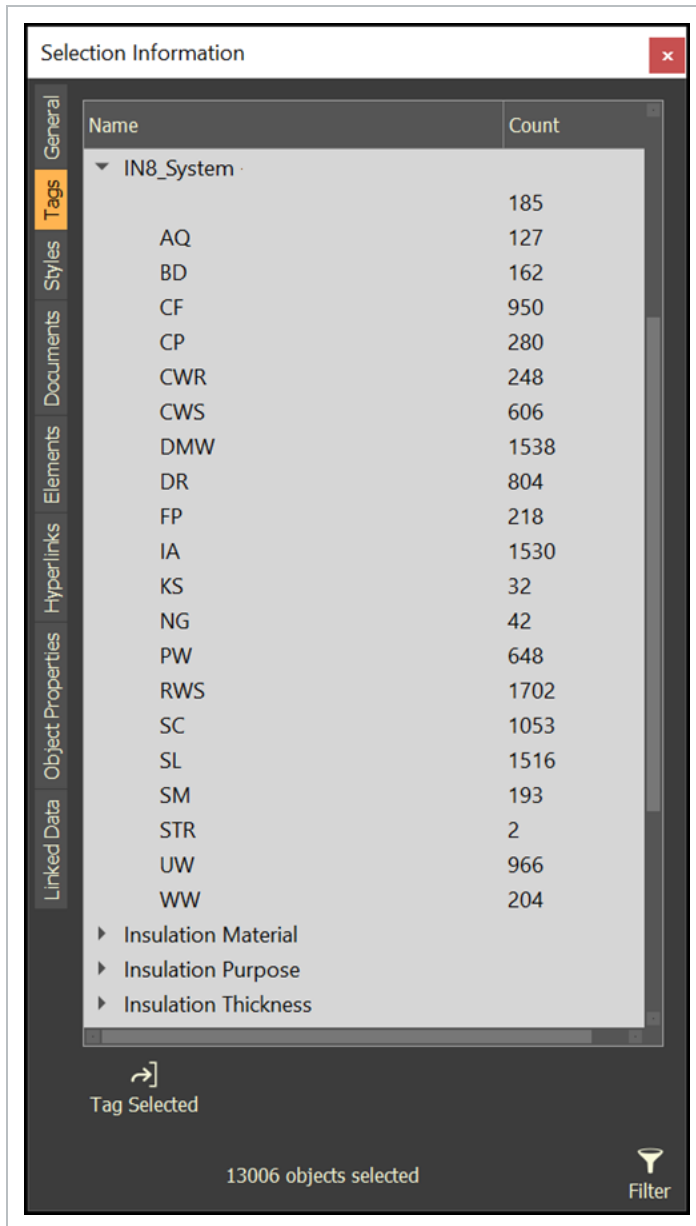 Selection Information
General
Tags
Styles
Documents
Elements
Hyperlinks
Object Properties
Linked Data
Name Count
IN8_System
185
AQ 127
BD 162
CF 950
CP 280
CWR 248
CWS 606
DMW 1538
DR 804
FP 218
IA 1530
KS 32
NG 42
PW 648
RWS 1702
SC 1053
SL 1516
SM 193
STR 2
UW 966
WW 204
Insulation Material
Insulation Purpose
Insulation Thickness
Tag Selected
13006 objects selected
Filter